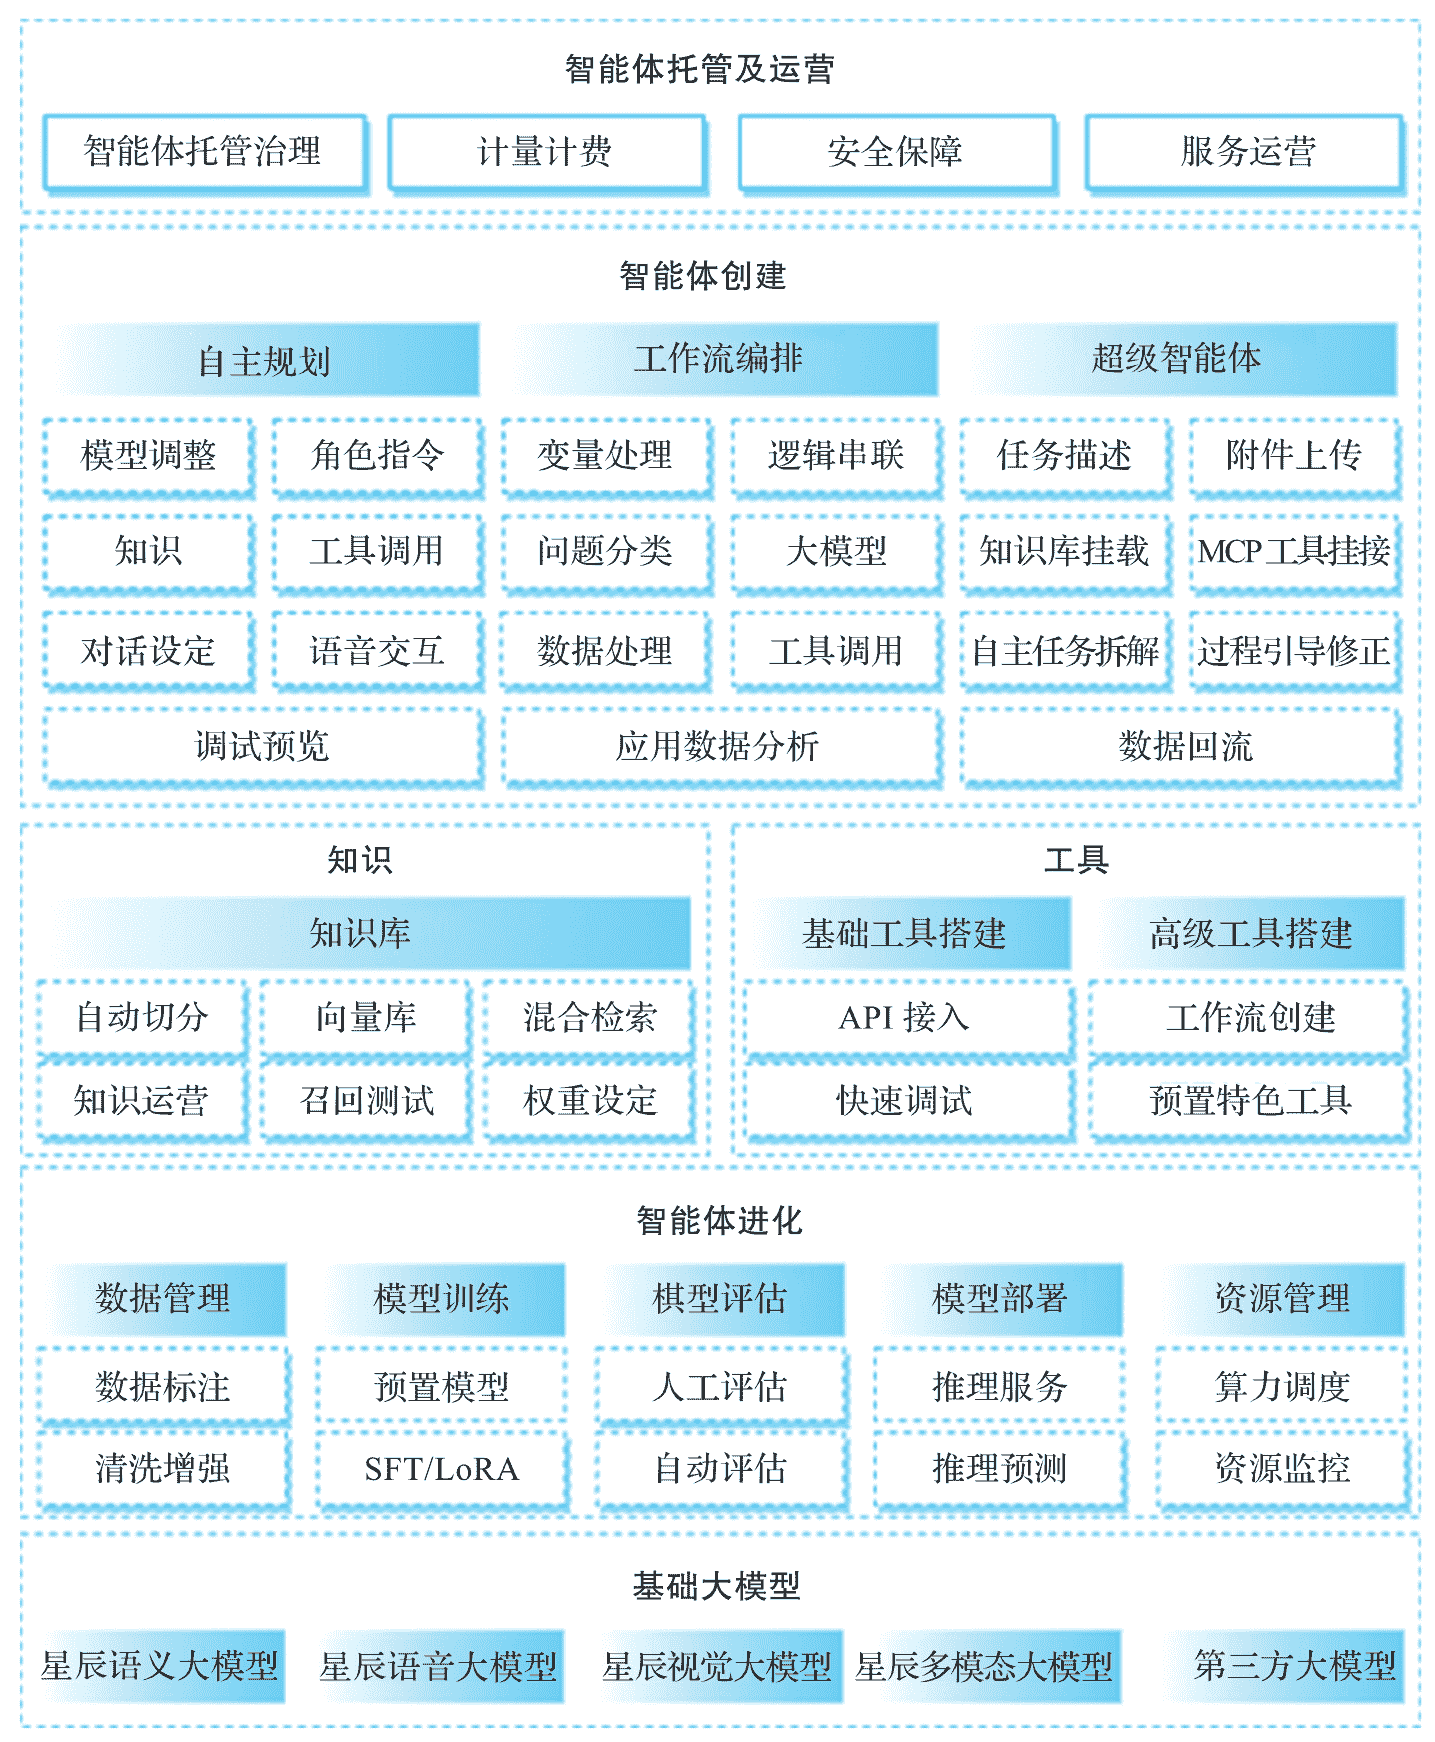 智能体托管及运营
智能体托管治理 计量计费 安全保障 服务运营
智能体创建
自主规划 工作流编排 超级智能体
模型调整 角色指令 变量处理 逻辑串联 任务描述 附件上传
知识 工具调用 问题分类 大模型 知识库挂载 MCP工具挂接
对话设定 语音交互 数据处理 工具调用 自主任务拆解 过程引导修正
调试预览 应用数据分析 数据回流
知识
知识库
自动切分 向量库 混合检索
知识运营 召回测试 权重设定
工具
基础工具搭建 高级工具搭建
API 接入 工作流创建
快速调试 预置特色工具
智能体进化
数据管理 模型训练 棋型评估 模型部署 资源管理
数据标注 预置模型 人工评估 推理服务 算力调度
清洗增强 SFT/LoRA 自动评估 推理预测 资源监控
基础大模型
星辰语义大模型 星辰语音大模型 星辰视觉大模型 星辰多模态大模型 第三方大模型